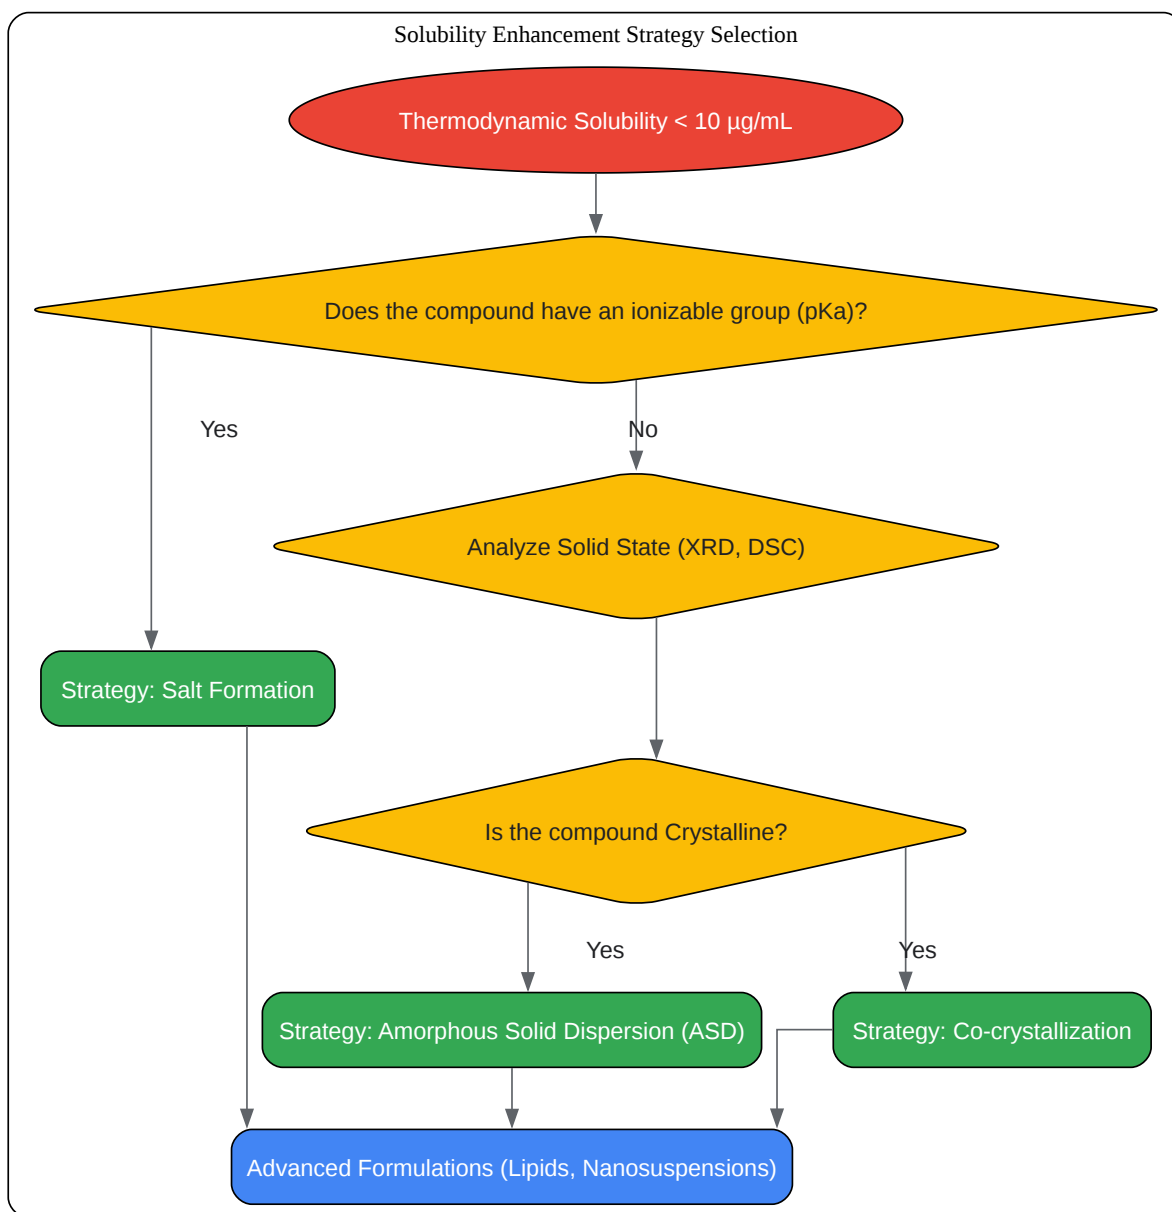 Solubility Enhancement Strategy Selection
Thermodynamic Solubility < 10 µg/mL
Does the compound have an ionizable group (pKa)?
Yes
No
Analyze Solid State (XRD, DSC)
Strategy: Salt Formation
Is the compound Crystalline?
Yes
Yes
Strategy: Amorphous Solid Dispersion (ASD)
Strategy: Co-crystallization
Advanced Formulations (Lipids, Nanosuspensions)